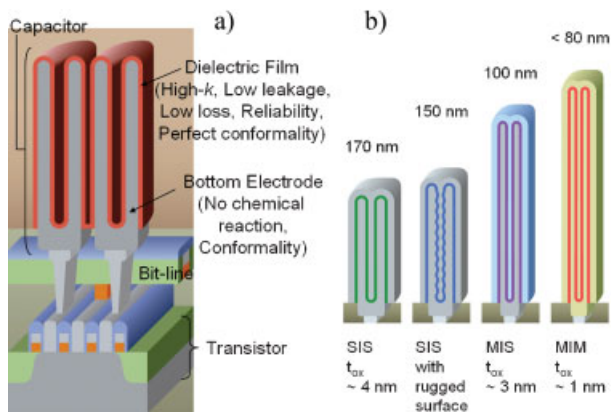 a)
Capacitor
Dielectric Film
(High-k, Low leakage,
Low loss, Reliability,
Perfect conformality)
Bottom Electrode
(No chemical
reaction,
Conformality)
Bit-line
Transistor
b)
170 nm
150 nm
100 nm
< 80 nm
SIS
tox
~ 4 nm
SIS
with
rugged
surface
MIS
tox
~ 3 nm
MIM
tox
~ 1 nm